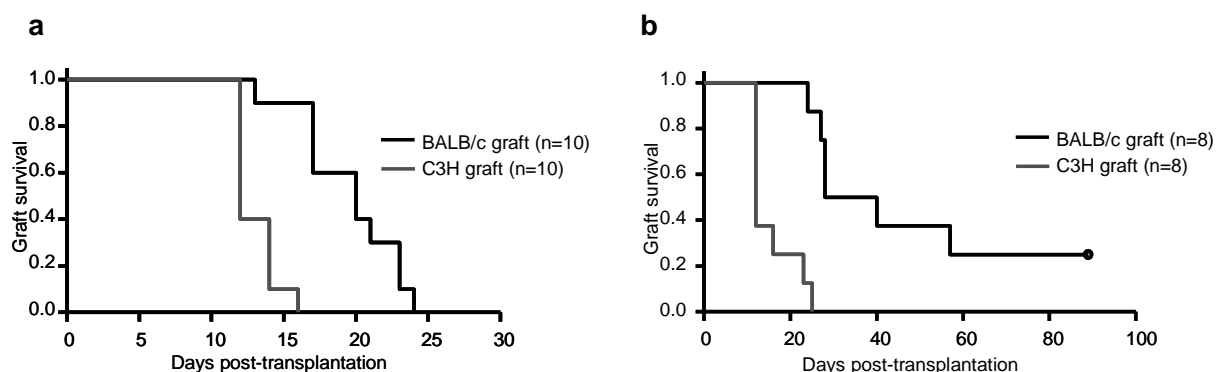 a
Graft survival
1.0
0.8
0.6
0.4
0.2
0.0
0 5 10 15 20 25 30
Days post-transplantation
BALB/c graft (n=10)
C3H graft (n=10)
b
Graft survival
1.0
0.8
0.6
0.4
0.2
0.0
0 20 40 60 80 100
Days post-transplantation
BALB/c graft (n=8)
C3H graft (n=8)